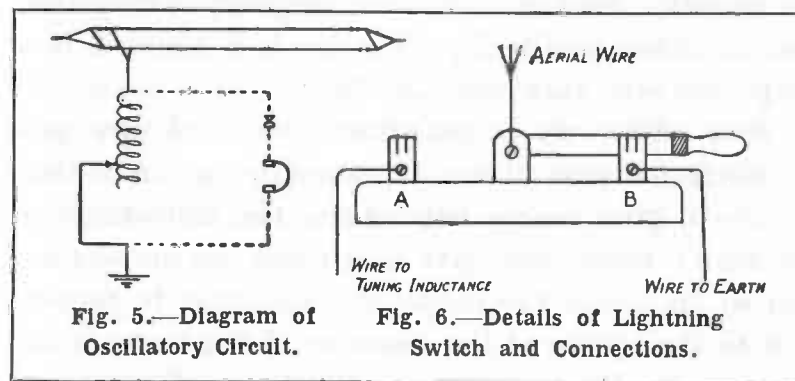 AERIAL WIRE
A
B
WIRE TO
TUNING INDUCTANCE
WIRE TO EARTH
Fig. 5.—Diagram of
Oscillatory Circuit.
Fig. 6.—Details of Lightning
Switch and Connections.